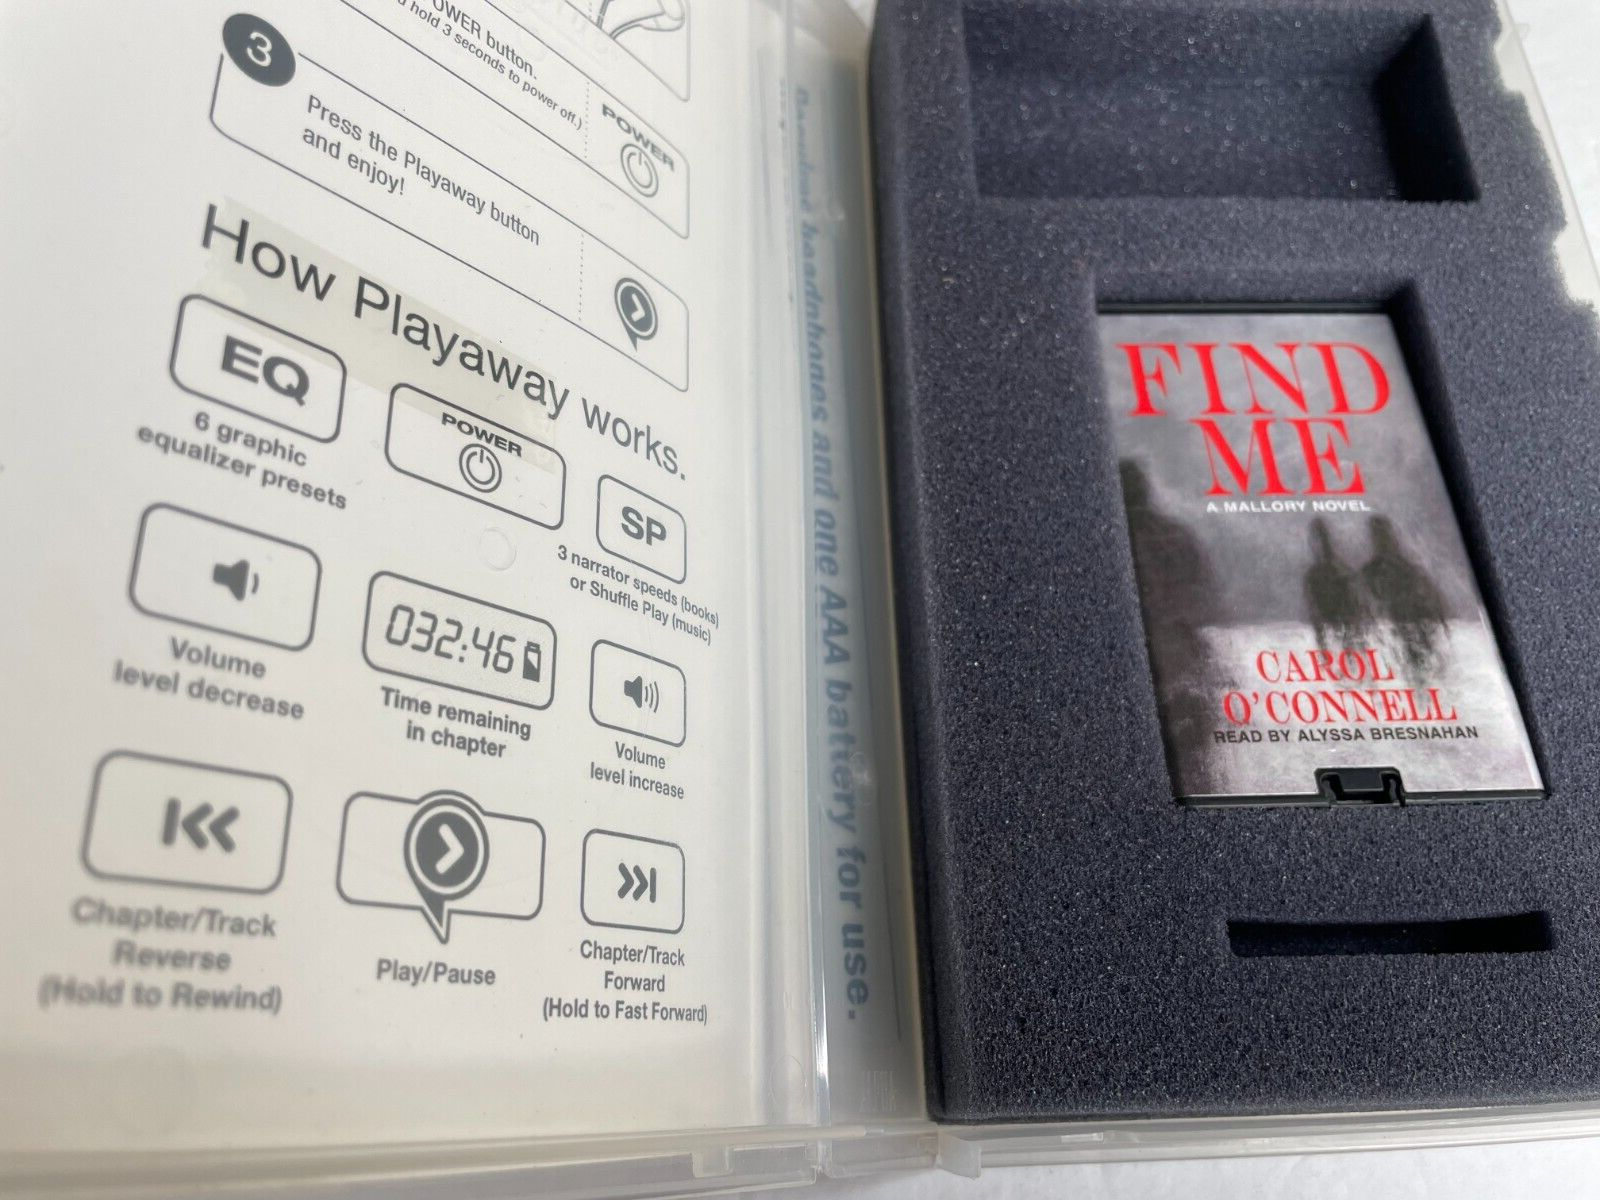 POWER button.
hold 3 seconds to power off.)
POWER
3
Press the Playaway button
and enjoy!
How Playaway works.
EQ
6 graphic
equalizer presets
POWER
SP
3 narrator speeds (books)
or Shuffle Play (music)
Volume
level decrease
032:46
Time remaining
in chapter
Volume
level increase
Chapter/Track
Reverse
(Hold to Rewind)
Play/Pause
Chapter/Track
Forward
(Hold to Fast Forward)
headphones and one AAA battery for use.
FIND
ME
A MALLORY NOVEL
CAROL
O'CONNELL
READ BY ALYSSA BRESNAHAN